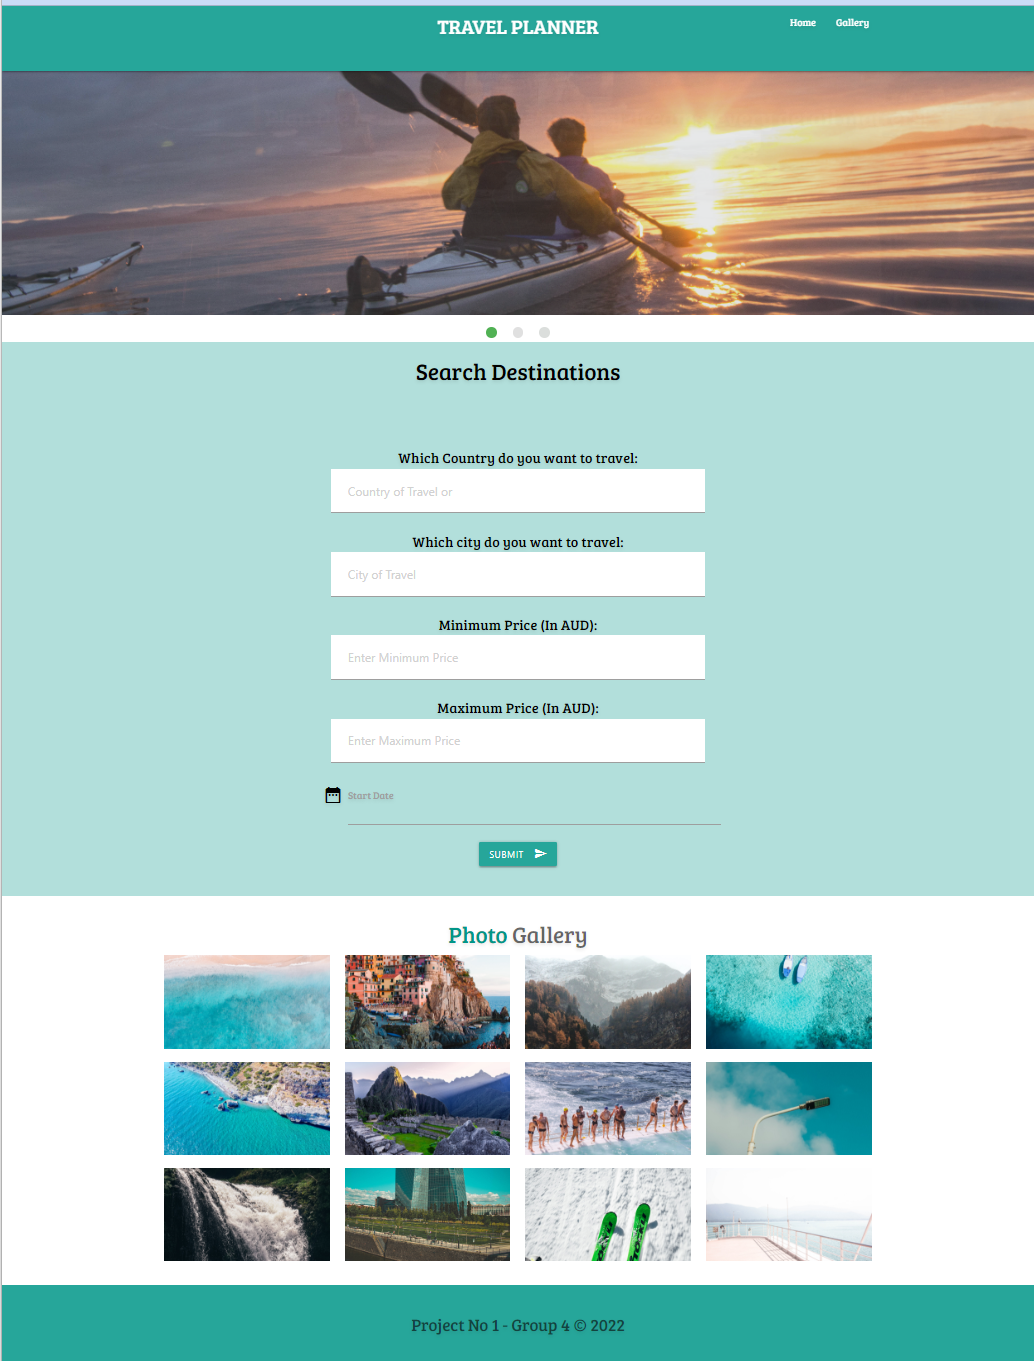 TRAVEL PLANNER
Home Gallery
Search Destinations
Which Country do you want to travel:
Country of Travel or
Which city do you want to travel:
City of Travel
Minimum Price (In AUD):
Enter Minimum Price
Maximum Price (In AUD):
Enter Maximum Price
Start Date
SUBMIT
Photo Gallery
Project No 1 - Group 4 © 2022